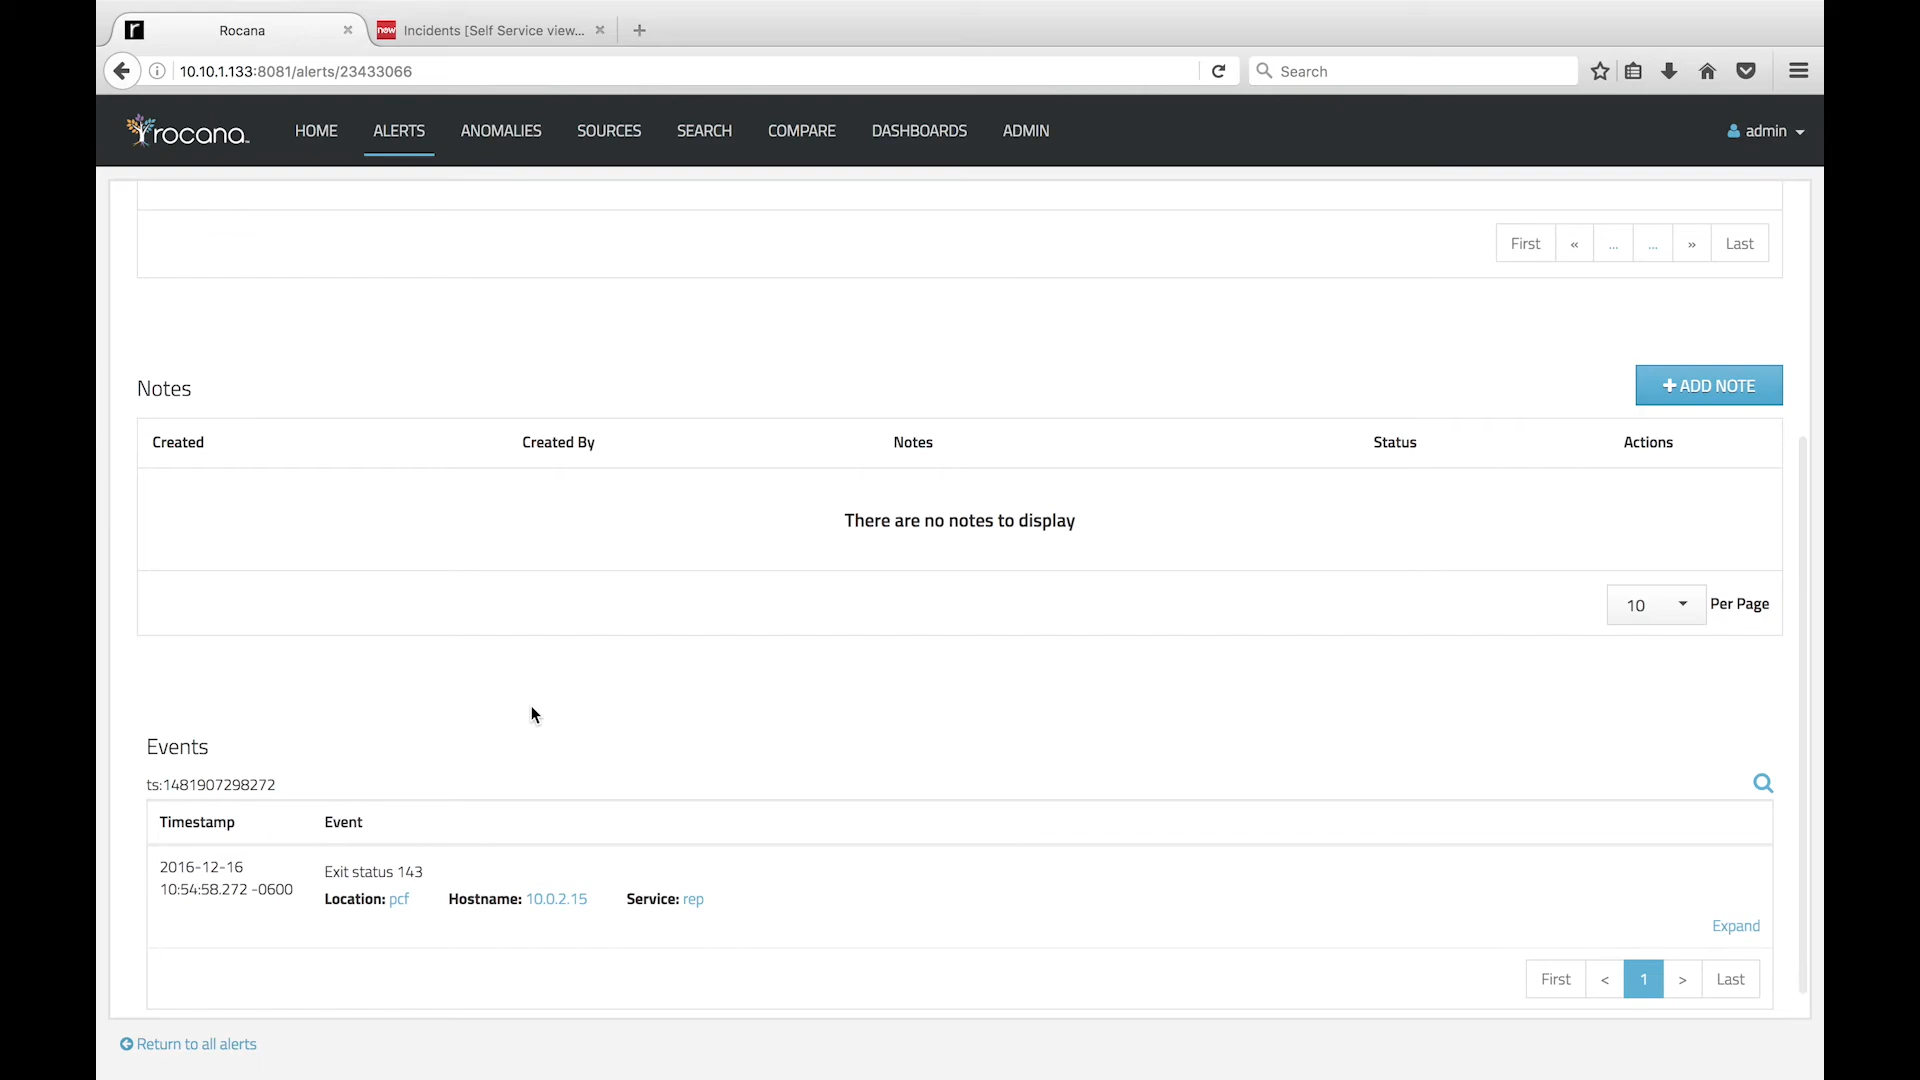 Rocana
Incidents [Self Service view...
10.10.1.133:8081/alerts/23433066
Search
rocana
HOME ALERTS ANOMALIES SOURCES SEARCH COMPARE DASHBOARDS ADMIN
admin
First « ... ... » Last
Notes
ADD NOTE
Created Created By Notes Status Actions
There are no notes to display
10 Per Page
Events
ts:1481907298272
Timestamp Event
2016-12-16
10:54:58.272 -0600
Exit status 143
Location: pcf Hostname: 10.0.2.15 Service: rep
Expand
First < 1 > Last
Return to all alerts